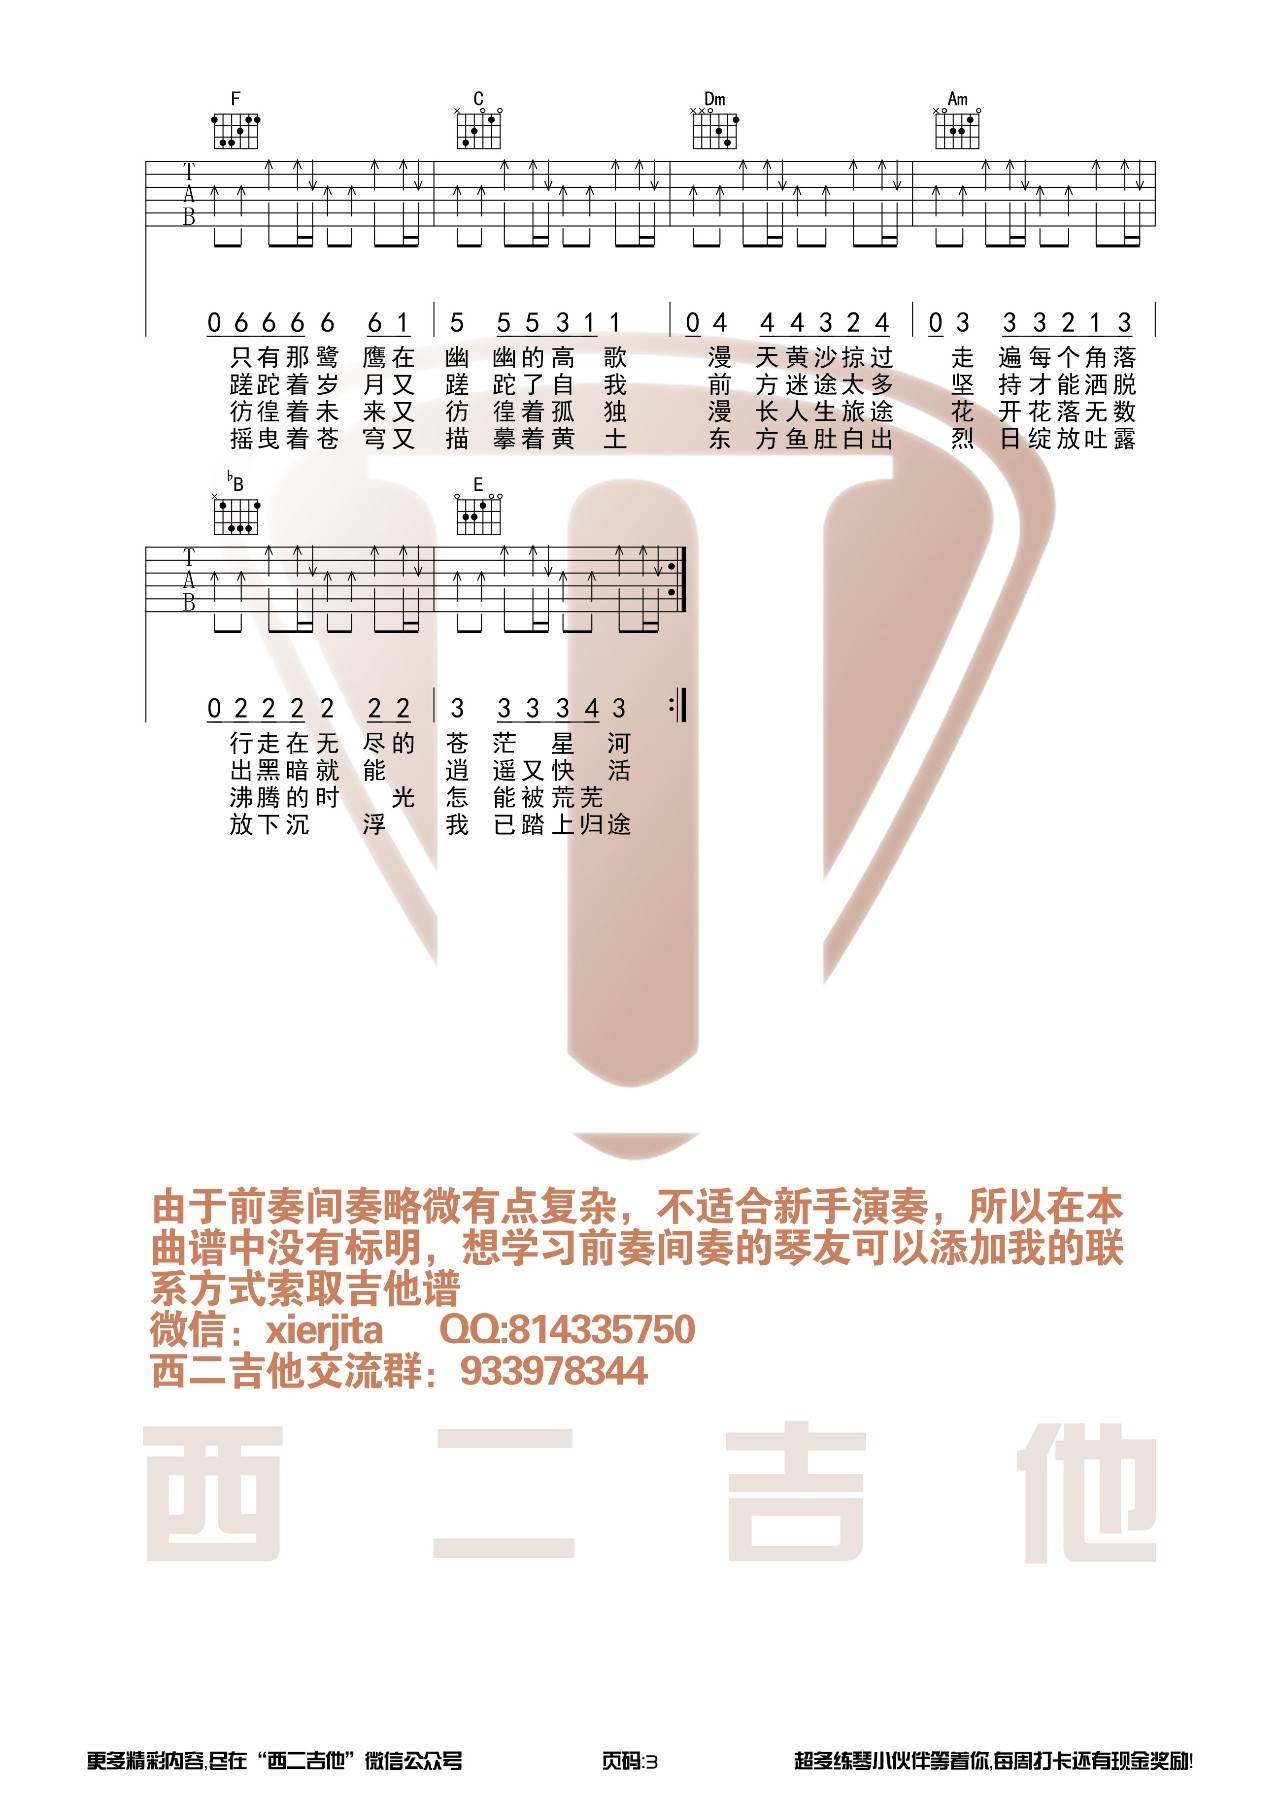 F C Dm Am
T
A
B
0 6 6 6 6 6 1 5 5 5 3 1 1 0 4 4 4 3 2 4 0 3 3 3 2 1 3
只有那鹭 鹰在 幽 幽的高 歌 漫 天黄沙掠过 走 遍每个角落
蹉跎着岁 月又 蹉 跎了自 我 前 方迷途太多 坚 持才能洒脱
彷徨着未 来又 彷 徨着孤 独 漫 长人生旅途 花 开花落无数
摇曳着苍 穹又 描 摹着黄 土 东 方鱼肚白出 烈 日绽放吐露
♭B E
T
A
B
0 2 2 2 2 2 2 3 3 3 3 4 3
行走在无 尽的 苍 茫 星 河
出黑暗就 能 逍 遥又快 活
沸腾的时 光 怎 能被荒芜
放下沉 浮 我 已踏上归途
由于前奏间奏略微有点复杂，不适合新手演奏，所以在本
曲谱中没有标明，想学习前奏间奏的琴友可以添加我的联
系方式索取吉他谱
微信：xierjita QQ:814335750
西二吉他交流群：933978344
西二吉他
更多精彩内容,尽在“西二吉他”微信公众号 页码:3 超多练琴小伙伴等着你,每周打卡还有现金奖励!